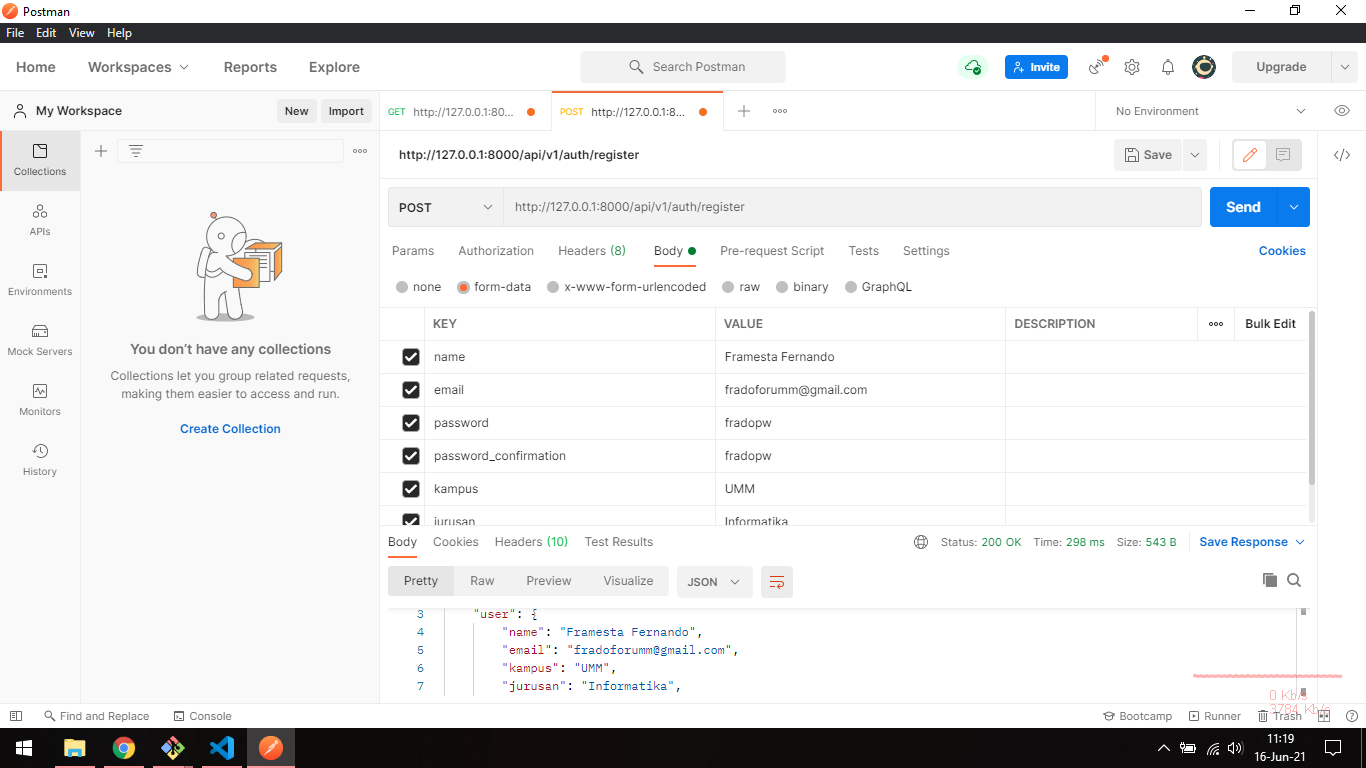 Postman
File Edit View Help
Home Workspaces Reports Explore Search Postman Invite Upgrade
My Workspace New Import GET http://127.0.0.1:80... POST http://127.0.0.1:8... No Environment
Collections
APIs
Environments
Mock Servers
Monitors
History
You don't have any collections
Collections let you group related requests,
making them easier to access and run.
Create Collection
http://127.0.0.1:8000/api/v1/auth/register Save
POST http://127.0.0.1:8000/api/v1/auth/register Send
Params Authorization Headers (8) Body Pre-request Script Tests Settings Cookies
none form-data x-www-form-urlencoded raw binary GraphQL
KEY VALUE DESCRIPTION Bulk Edit
name Framesta Fernando
email fradoforumm@gmail.com
password fradopw
password_confirmation fradopw
kampus UMM
jurusan Informatika
Body Cookies Headers (10) Test Results Status: 200 OK Time: 298 ms Size: 543 B Save Response
Pretty Raw Preview Visualize JSON
3 "user": {
4 "name": "Framesta Fernando",
5 "email": "fradoforumm@gmail.com",
6 "kampus": "UMM",
7 "jurusan": "Informatika",
0 Kb/s
3784 Kb/s
Find and Replace Console Bootcamp Runner Trash
11:19
16-Jun-21